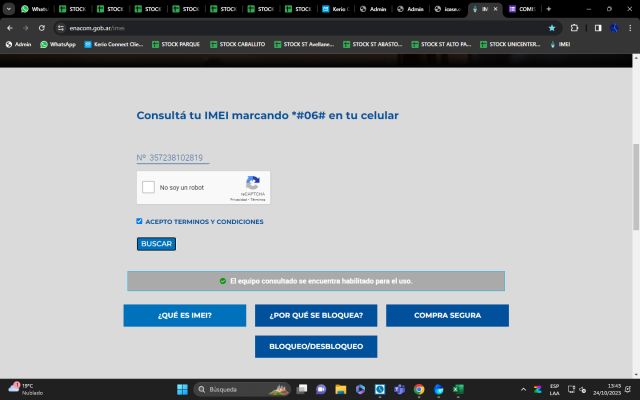 Whatsa
STOCK
STOCK
STOCK
STOCK
STOCK
STOCK
STOCK
Kerio C
Admin
Admin
icase.c
COMIS
enacom.gob.ar/imei
Admin
WhatsApp
Kerio Connect Clie...
STOCK PARQUE
STOCK CABALLITO
STOCK ST Avellane...
STOCK ST ABASTO...
STOCK ST ALTO PA...
STOCK UNICENTER...
IMEI
Consultá tu IMEI marcando *#06# en tu celular
Nº 357238102819
No soy un robot
reCAPTCHA
Privacidad - Términos
ACEPTO TERMINOS Y CONDICIONES
BUSCAR
El equipo consultado se encuentra habilitado para el uso.
¿QUÉ ES IMEI?
¿POR QUÉ SE BLOQUEA?
COMPRA SEGURA
BLOQUEO/DESBLOQUEO
19°C
Nublado
Búsqueda
ESP
LAA
13:43
24/10/2023